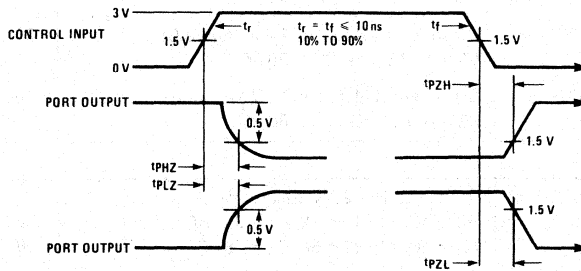 3 V
tr
tr = tf ≤ 10 ns
tf
CONTROL INPUT
1.5 V
10% TO 90%
1.5 V
0 V
tPZH
PORT OUTPUT
0.5 V
1.5 V
tPHZ
tPLZ
1.5 V
0.5 V
PORT OUTPUT
tPZL